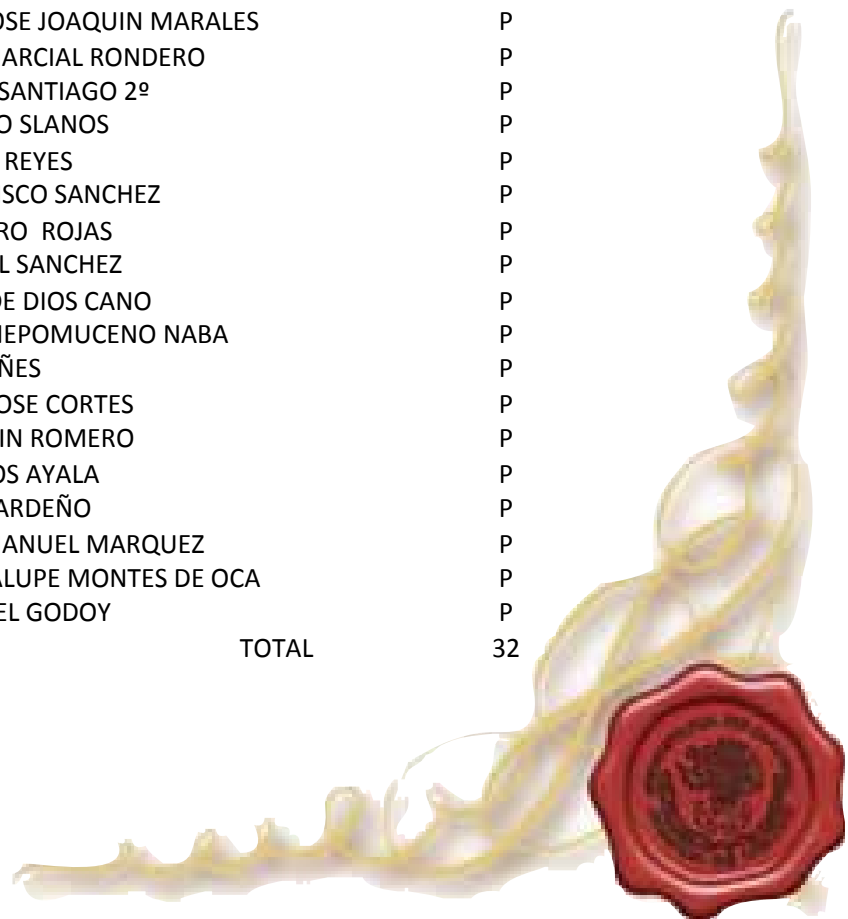 OSE JOAQUIN MARALES P
ARCIAL RONDERO P
SANTIAGO 2º P
O SLANOS P
REYES P
ISCO SANCHEZ P
RO ROJAS P
L SANCHEZ P
DE DIOS CANO P
NEPOMUCENO NABA P
ÑES P
OSE CORTES P
IN ROMERO P
OS AYALA P
ARDEÑO P
ANUEL MARQUEZ P
ALUPE MONTES DE OCA P
EL GODOY P
TOTAL 32